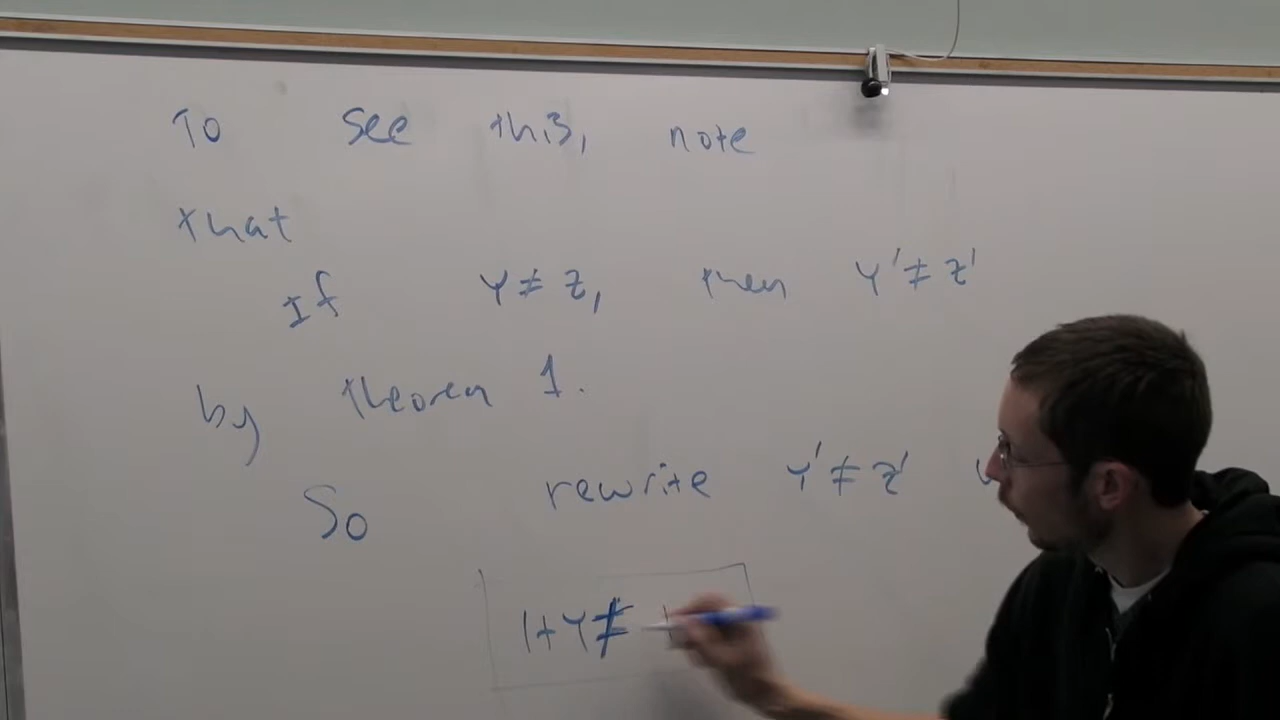 To see this, note
that
If Y ≠ Z, then Y' ≠ Z'
by theorem 1.
So rewrite Y' ≠ Z'
1+Y ≠